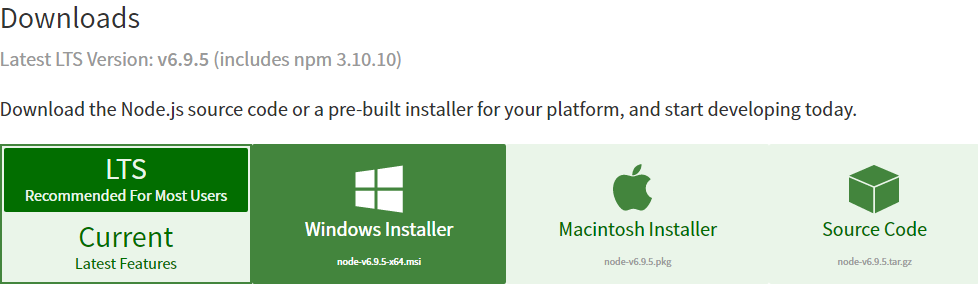 Downloads
Latest LTS Version: v6.9.5 (includes npm 3.10.10)
Download the Node.js source code or a pre-built installer for your platform, and start developing today.
LTS
Recommended For Most Users
Current
Latest Features
Windows Installer
node-v6.9.5-x64.msi
Macintosh Installer
node-v6.9.5.pkg
Source Code
node-v6.9.5.tar.gz